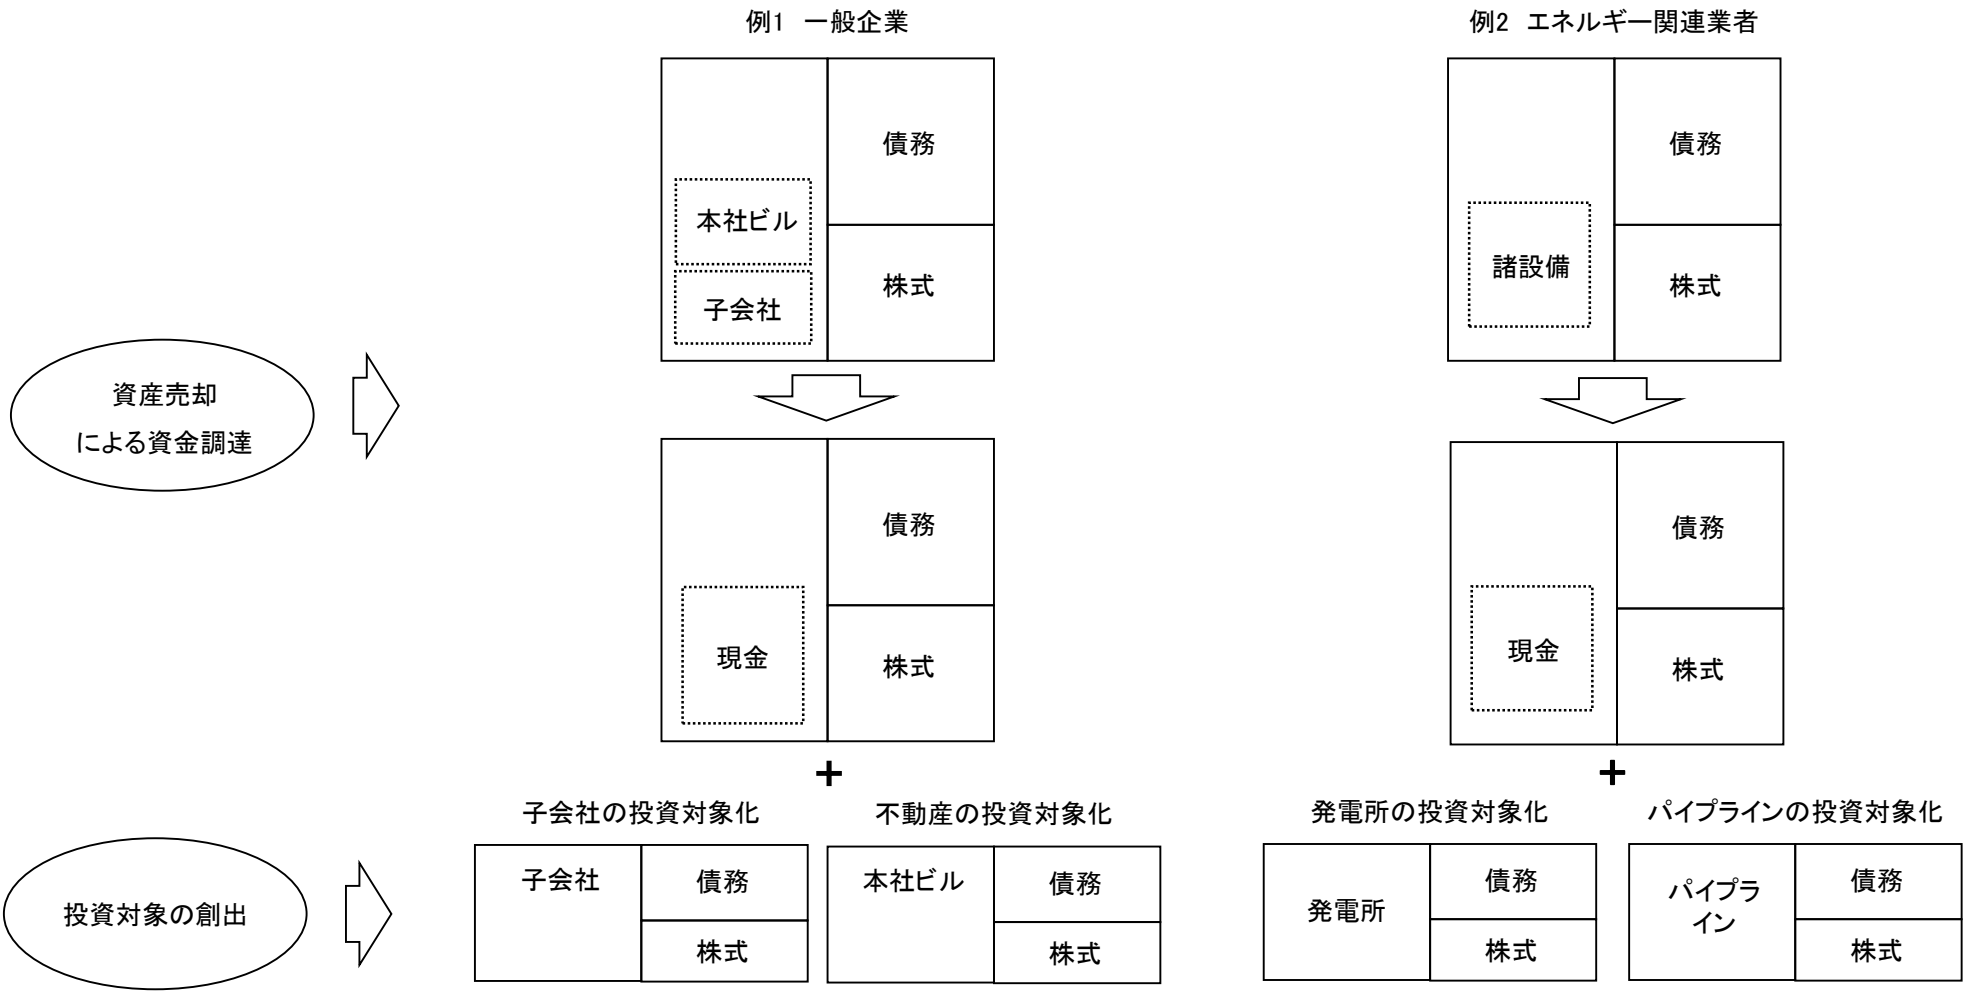 例1 一般企業
例2 エネルギー関連業者
債務
本社ビル
株式
子会社
債務
諸設備
株式
資産売却
による資金調達
債務
現金
株式
債務
現金
株式
+
+
子会社の投資対象化
不動産の投資対象化
発電所の投資対象化
パイプラインの投資対象化
投資対象の創出
子会社
債務
株式
本社ビル
債務
株式
発電所
債務
株式
パイプラ
イン
債務
株式